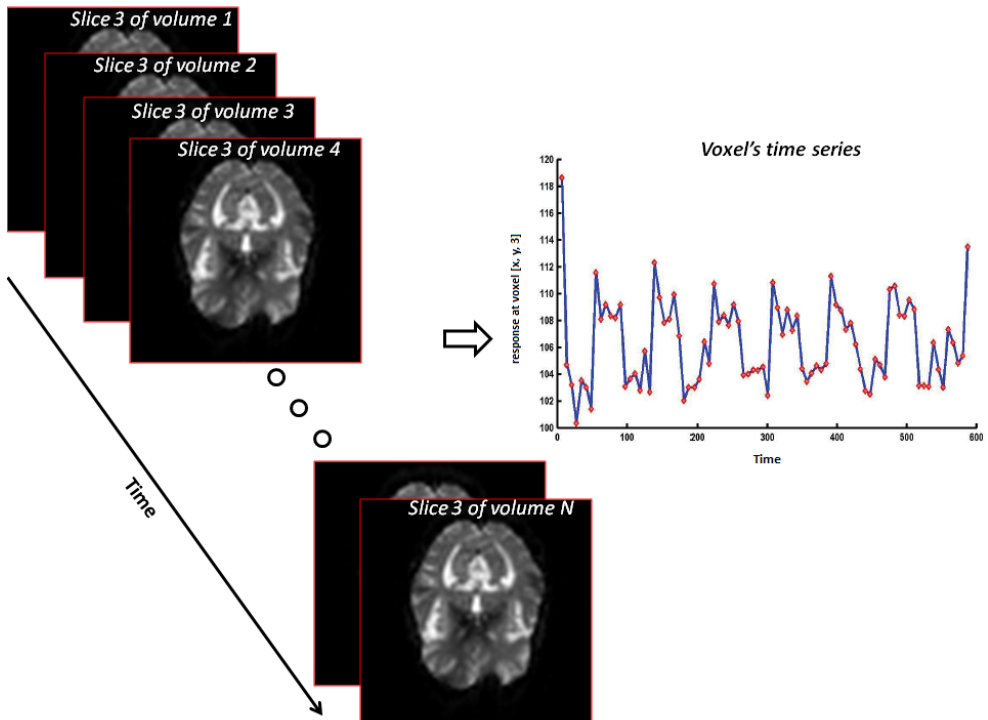 Slice 3 of volume 1
Slice 3 of volume 2
Slice 3 of volume 3
Slice 3 of volume 4
Time
Slice 3 of volume N
Voxel's time series
response at voxel [x, y, 3]
120
118
116
114
112
110
108
106
104
102
100
0
100
200
300
400
500
600
Time